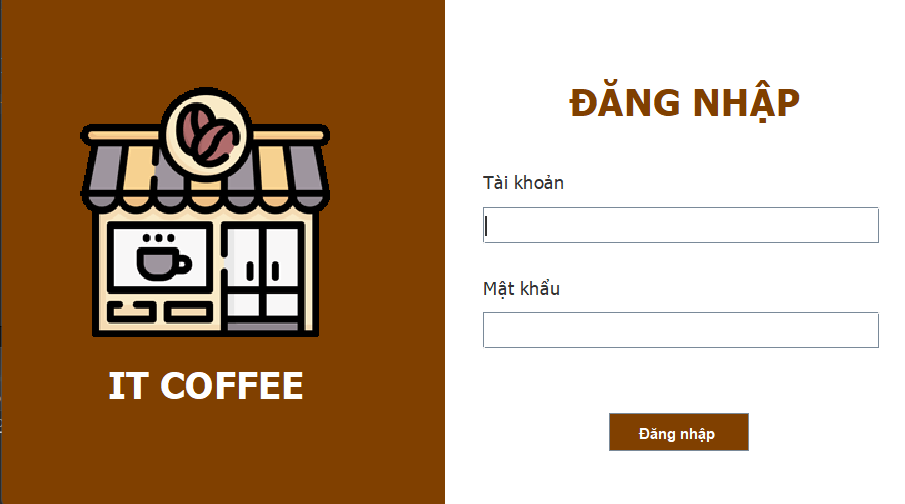 IT COFFEE
ĐĂNG NHẬP
Tài khoản
Mật khẩu
Đăng nhập